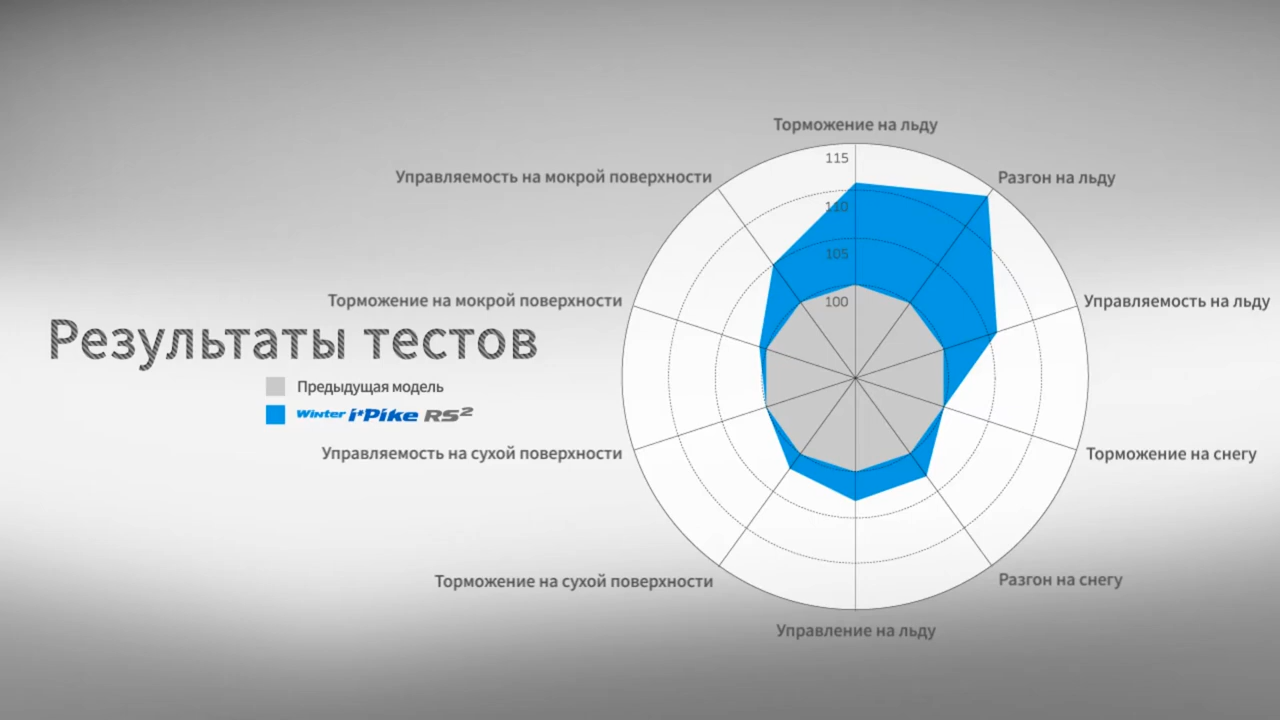 Торможение на льду
Управляемость на мокрой поверхности
115
Разгон на льду
110
105
Торможение на мокрой поверхности
100
Управляемость на льду
Результаты тестов
Предыдущая модель
Winter i*Pike RS2
Управляемость на сухой поверхности
Торможение на снегу
Торможение на сухой поверхности
Разгон на снегу
Управление на льду